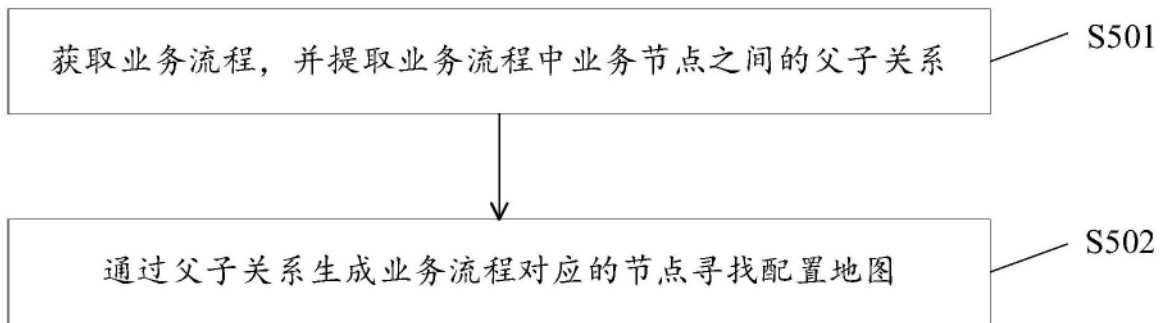 获取业务流程，并提取业务流程中业务节点之间的父子关系
S501
通过父子关系生成业务流程对应的节点寻找配置地图
S502